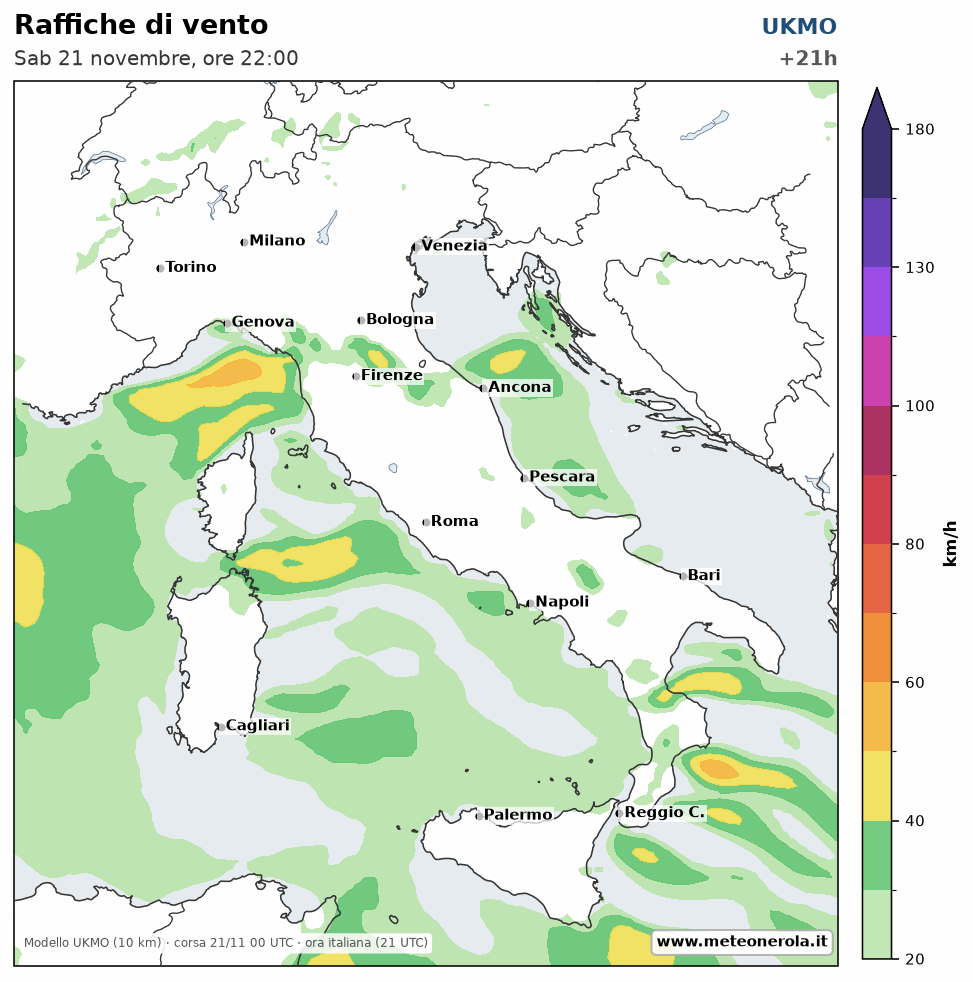 Raffiche di vento
UKMO
Sab 21 novembre, ore 22:00
+21h
180
130
100
80
60
40
20
km/h
Milano
Venezia
Torino
Genova
Bologna
Firenze
Ancona
Pescara
Roma
Bari
Napoli
Cagliari
Palermo
Reggio C.
Modello UKMO (10 km) · corsa 21/11 00 UTC · ora italiana (21 UTC)
www.meteonerola.it